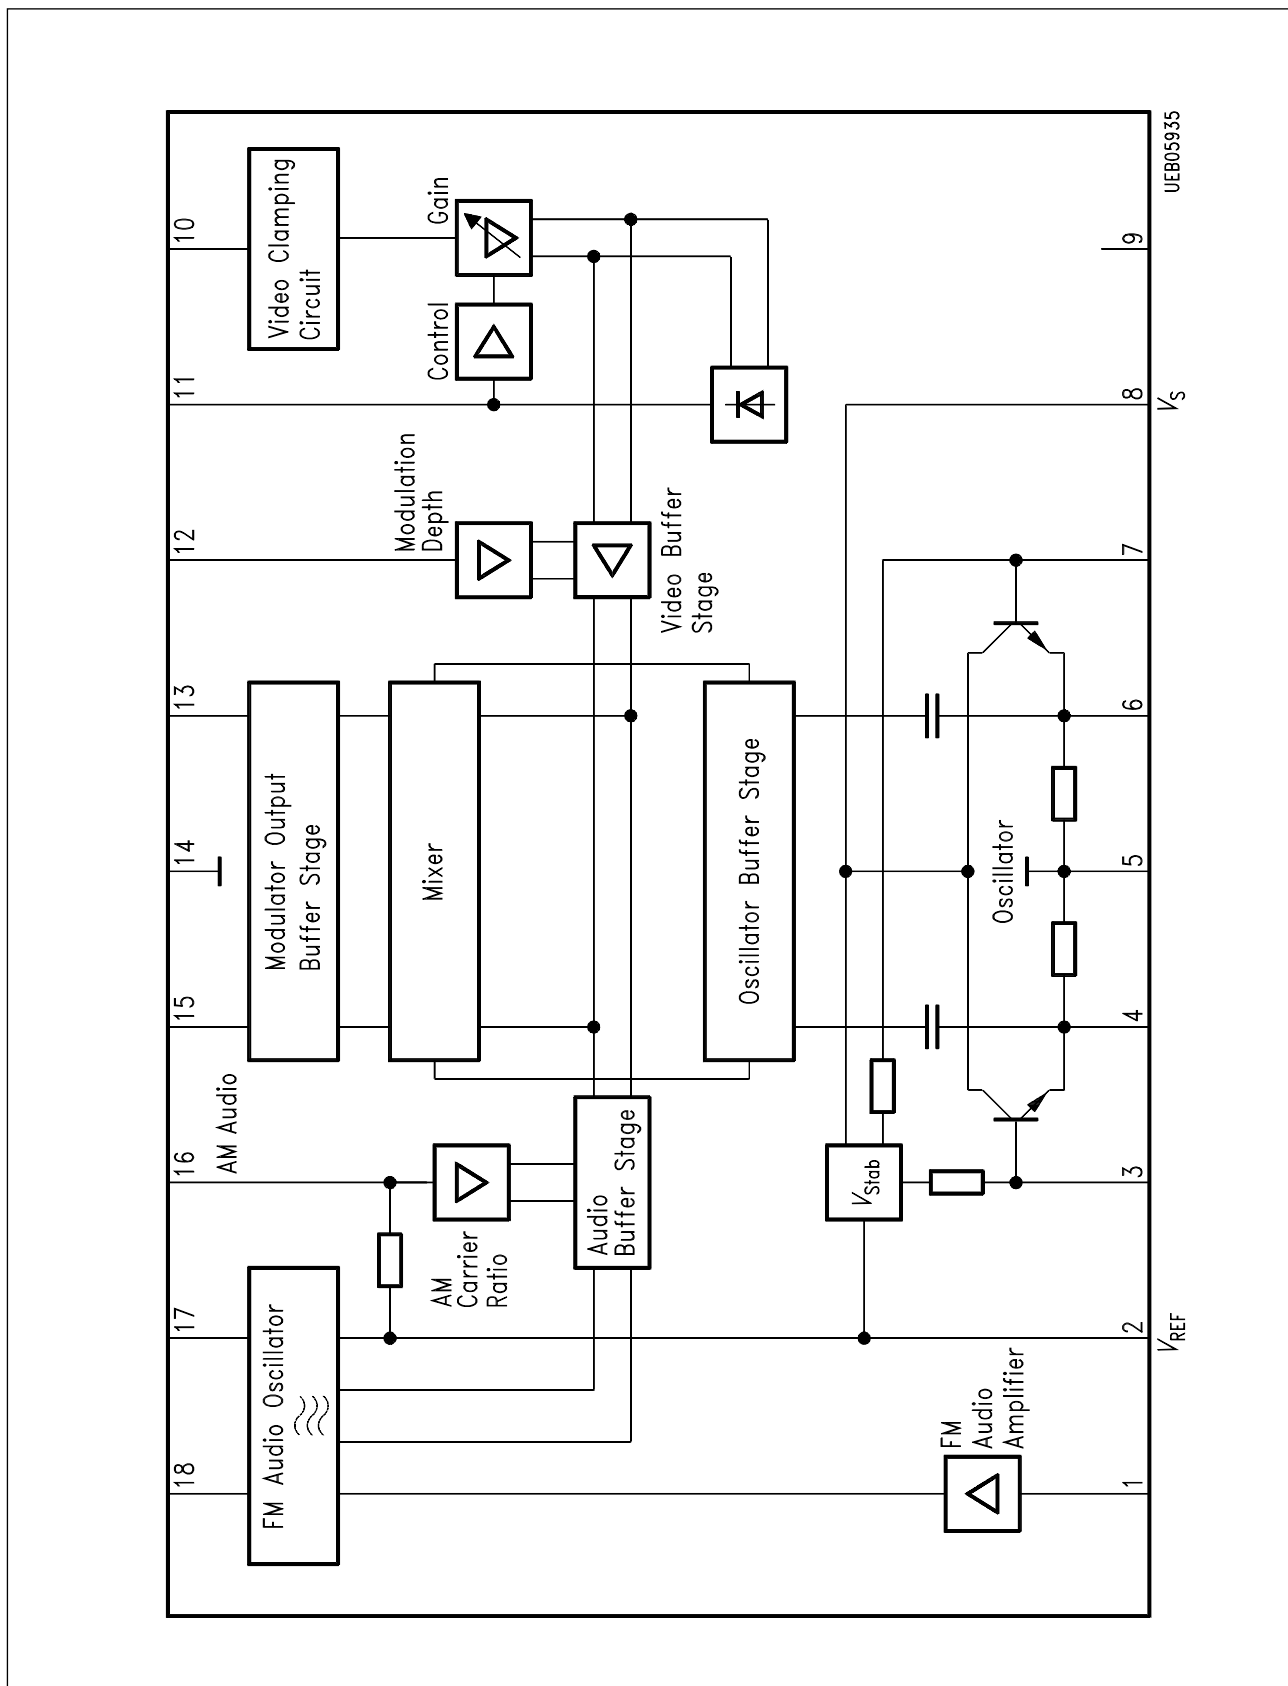 18
17
16
15
14
13
12
11
10
AM Audio
FM Audio Oscillator
Modulator Output
Buffer Stage
Video Clamping
Circuit
AM
Carrier
Ratio
Mixer
Modulation
Depth
Control
Gain
Audio
Buffer Stage
Video Buffer
Stage
Oscillator Buffer Stage
VStab
FM
Audio
Amplifier
Oscillator
1
2
3
4
5
6
7
8
9
VREF
VS
UEB05935